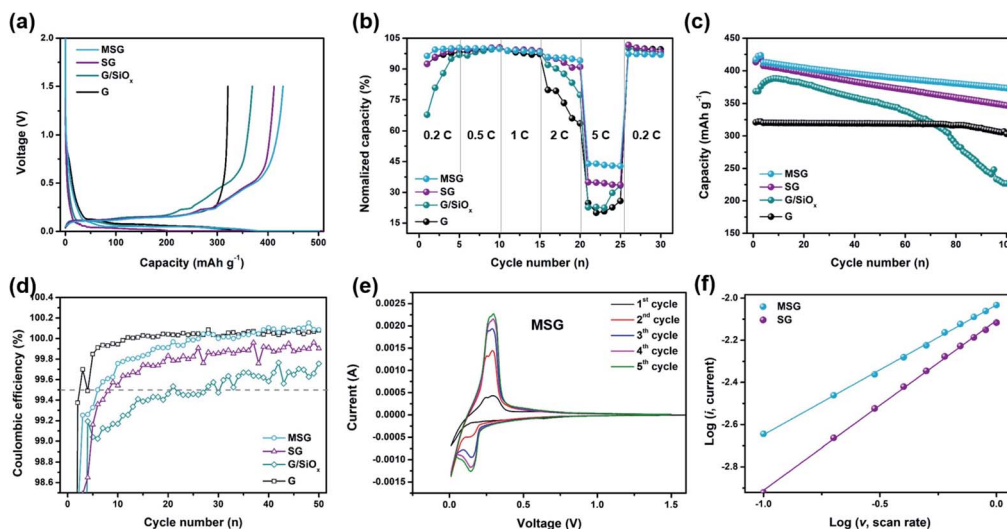 (a)
2.0
1.5
1.0
0.5
0.0
Voltage (V)
MSG
SG
G/SiOx
G
0 100 200 300 400 500
Capacity (mAh g-1)
(b)
105
90
75
60
45
30
15
Nomalized capacity (%)
0.2 C 0.5 C 1 C 2 C 5 C 0.2 C
MSG
SG
G/SiOx
G
0 5 10 15 20 25 30
Cycle number (n)
(c)
450
425
400
375
350
325
300
275
250
225
200
Capacity (mAh g-1)
MSG
SG
G/SiOx
G
0 20 40 60 80 100
Cycle number (n)
(d)
100.4
100.2
100.0
99.8
99.6
99.4
99.2
99.0
98.8
98.6
Coulombic efficiency (%)
MSG
SG
G/SiOx
G
0 10 20 30 40 50
Cycle number (n)
(e)
0.0025
0.0020
0.0015
0.0010
0.0005
0.0000
-0.0005
-0.0010
-0.0015
Current (A)
MSG
1st cycle
2nd cycle
3th cycle
4th cycle
5th cycle
0.0 0.5 1.0 1.5
Voltage (V)
(f)
-2.0
-2.2
-2.4
-2.6
-2.8
Log (i, current)
MSG
SG
-1.0 -0.5 0.0
Log (v, scan rate)